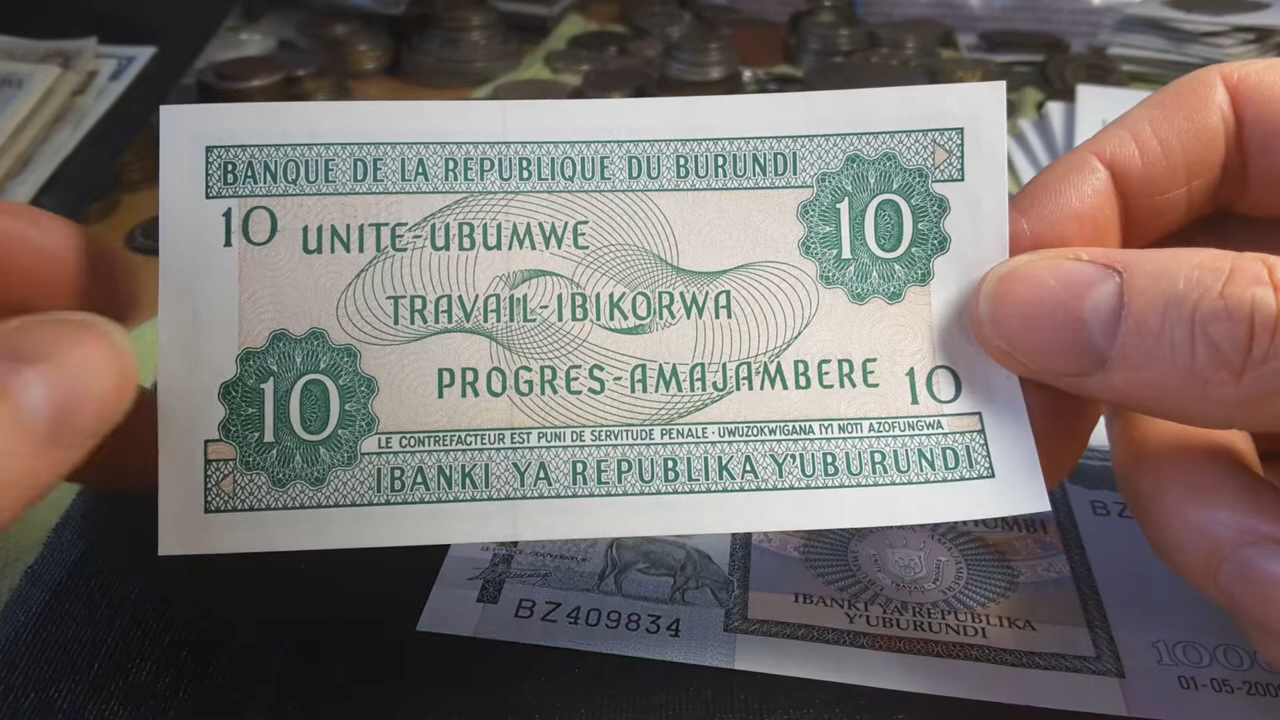 BANQUE DE LA REPUBLIQUE DU BURUNDI
10
10
UNITE-UBUMWE
TRAVAIL-IBIKORWA
PROGRES-AMAJAMBERE
10
10
LE CONTREFACTEUR EST PUNI DE SERVITUDE PENALE · UWUZOKWIGANA IYI NOTI AZOFUNGWA
IBANKI YA REPUBLIKA Y'UBURUNDI
BZ
BZ409834
IBANKI YA REPUBLIKA
Y'UBURUNDI
01-05-200